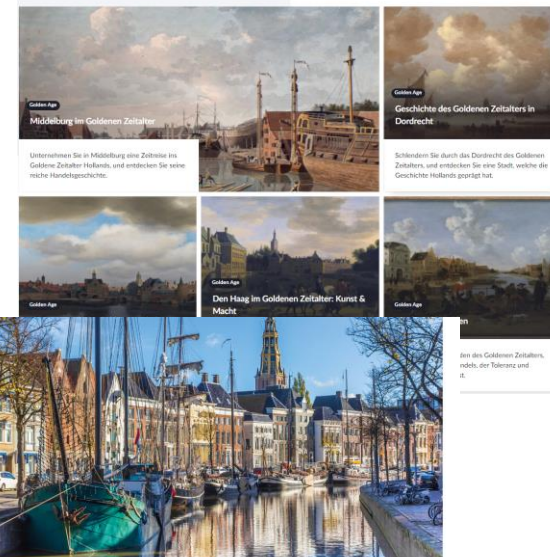 Golden Age
Middelburg im Goldenen Zeitalter
Unternehmen Sie in Middelburg eine Zeitreise ins
Goldene Zeitalter Hollands, und entdecken Sie seine
reiche Handelsgeschichte.
Golden Age
Geschichte des Goldenen Zeitalters in
Dordrecht
Schlendern Sie durch das Dordrecht des Goldenen
Zeitalters, und entdecken Sie eine Stadt, welche die
Geschichte Hollands geprägt hat.
Golden Age
Golden Age
Den Haag im Goldenen Zeitalter: Kunst &
Macht
Golden Age
en
des Goldenen Zeitalters,
ndels, der Toleranz und